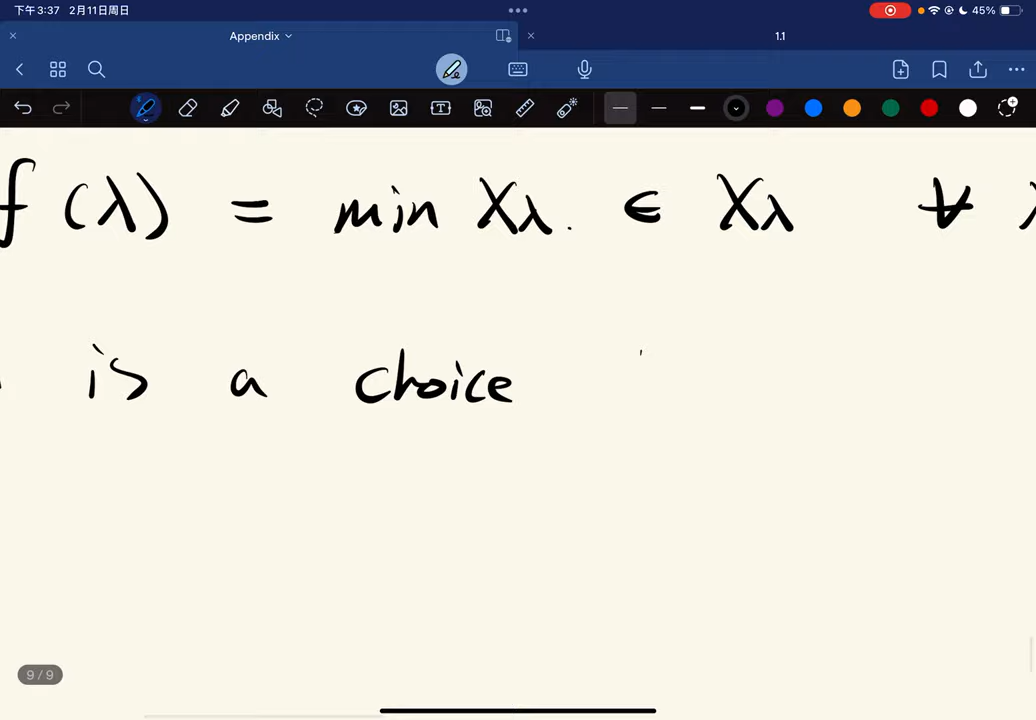 下午3:37 2月11日周日 45%
Appendix 1.1
f(λ) = min Xλ. ∈ Xλ ∀ λ
is a choice
9 / 9